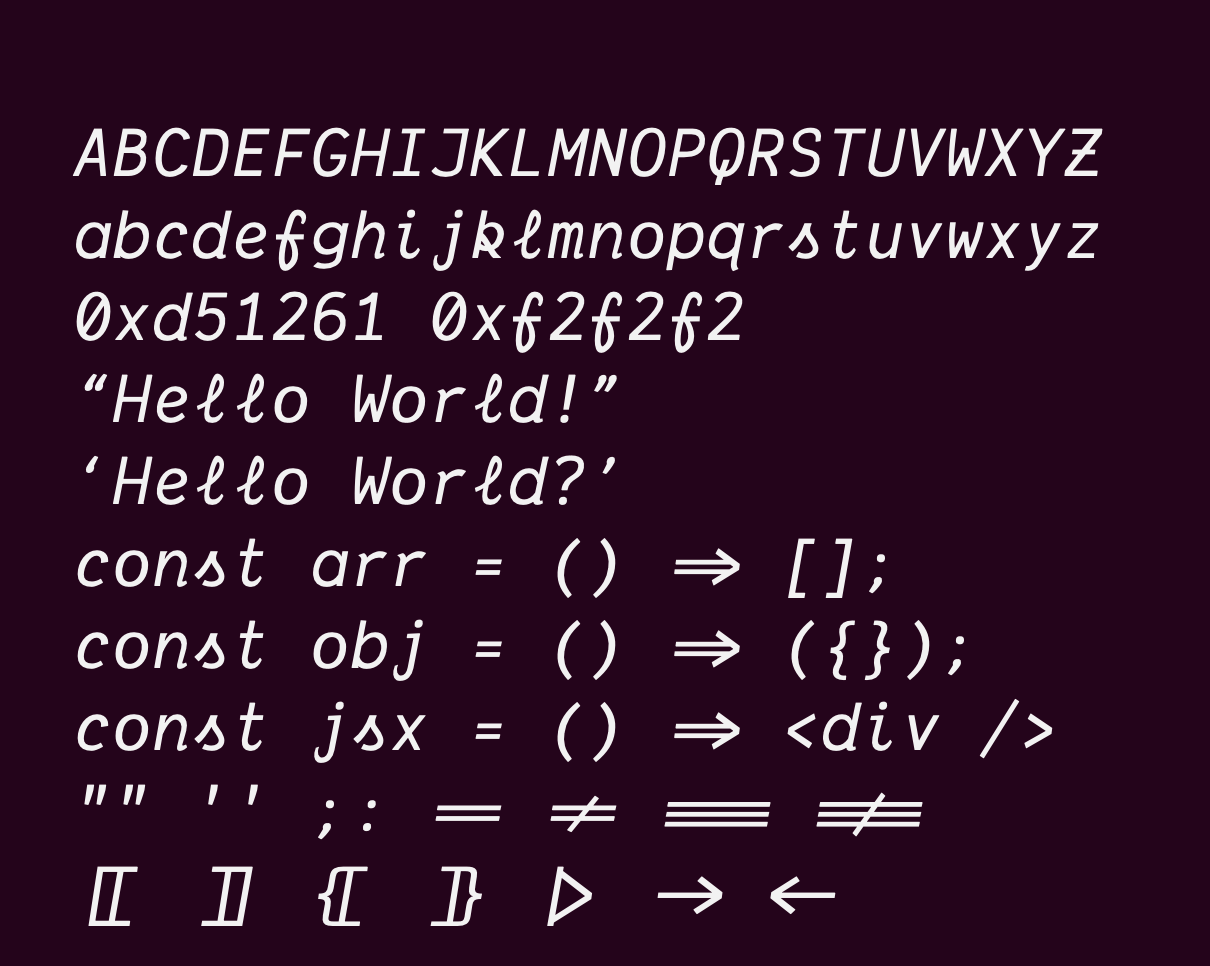 ABCDEFGHIJKLMNOPQRSTUVWXYZ
abcdefghijklmnopqrstuvwxyz
0xd51261 0xf2f2f2
“Hello World!”
‘Hello World?’
const arr = () => [];
const obj = () => ({});
const jsx = () => <div />
"" '' ;: == != === !==
[[ ]] {[ ]} |> -> <-